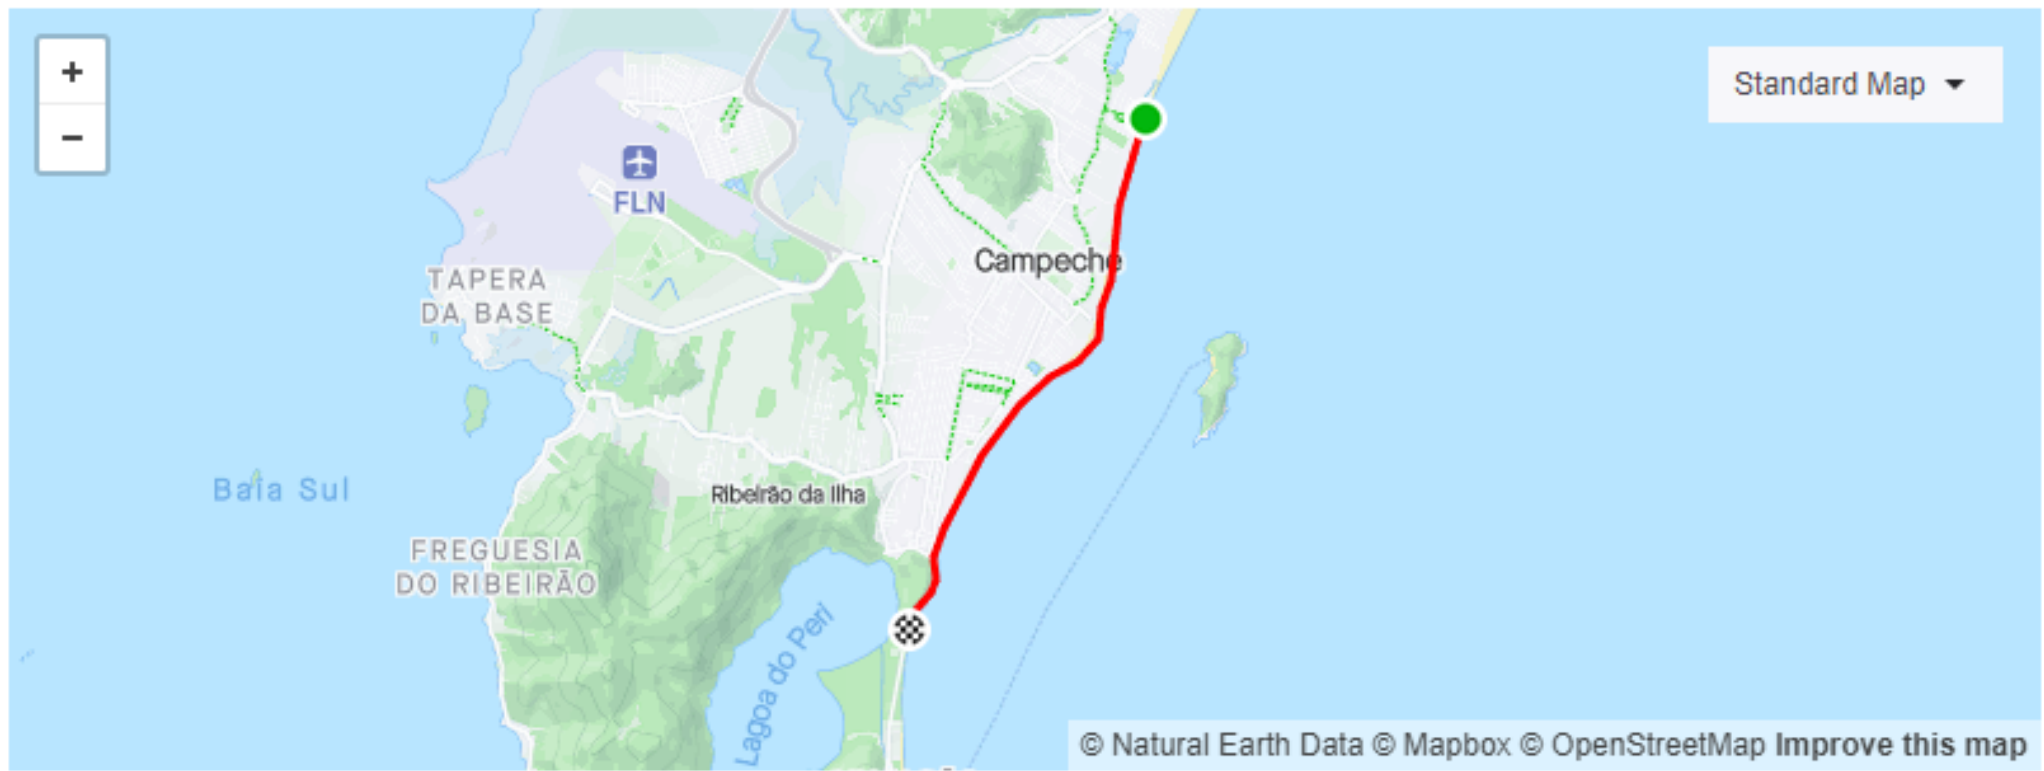 +
Standard Map
−
FLN
Campeche
TAPERA
DA BASE
Baía Sul
Ribeirão da Ilha
FREGUESIA
DO RIBEIRÃO
Lagoa do Peri
© Natural Earth Data © Mapbox © OpenStreetMap Improve this map